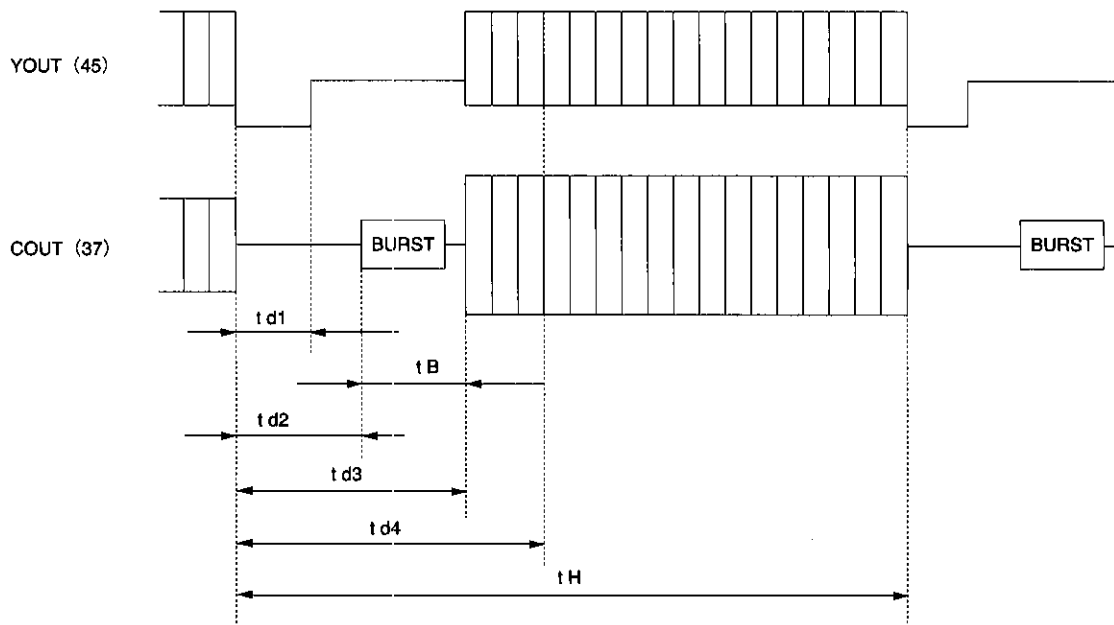 YOUT (45)
COUT (37)
BURST
BURST
t d1
t B
t d2
t d3
t d4
t H